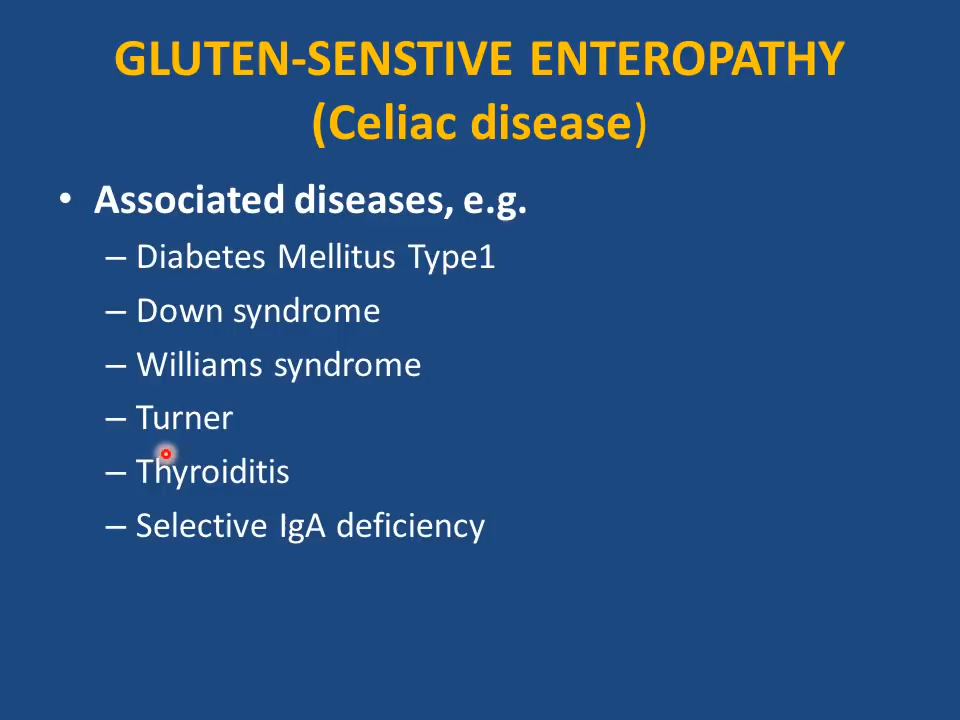 GLUTEN-SENSTIVE ENTEROPATHY
(Celiac disease)
• Associated diseases, e.g.
– Diabetes Mellitus Type1
– Down syndrome
– Williams syndrome
– Turner
– Thyroiditis
– Selective IgA deficiency